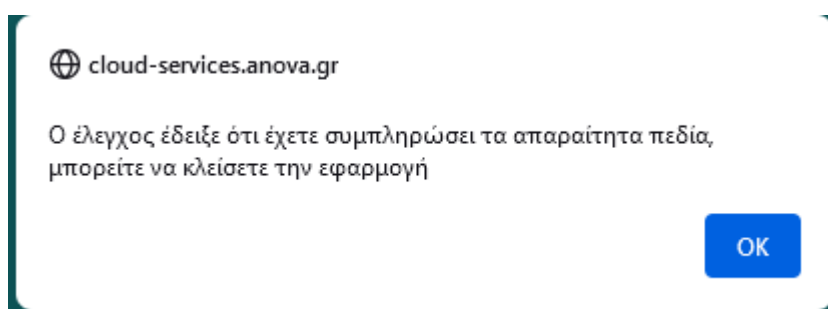 cloud-services.anova.gr
Ο έλεγχος έδειξε ότι έχετε συμπληρώσει τα απαραίτητα πεδία,
μπορείτε να κλείσετε την εφαρμογή
OK